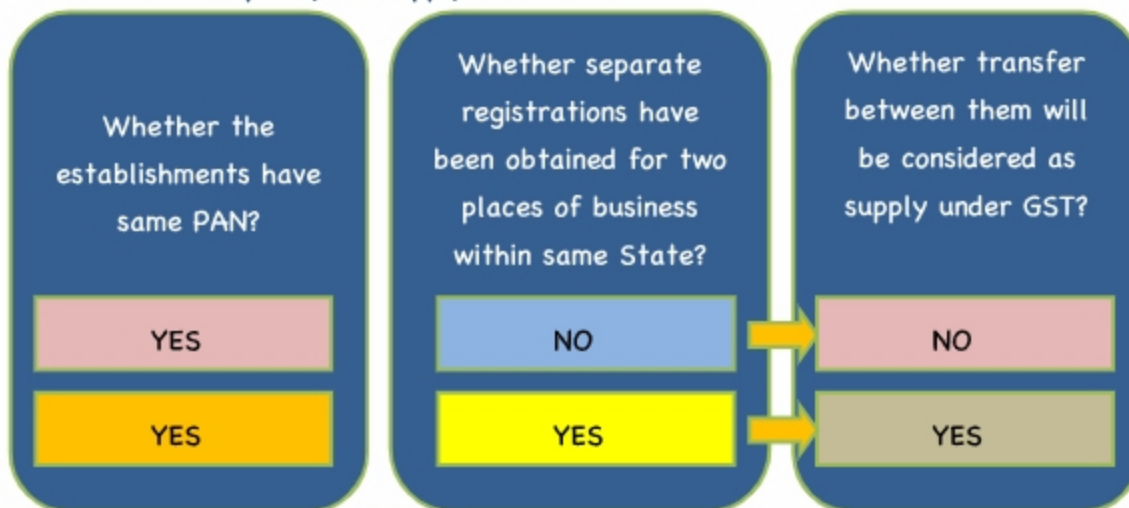 Whether the
establishments have
same PAN?
YES
YES
Whether separate
registrations have
been obtained for two
places of business
within same State?
NO
YES
Whether transfer
between them will
be considered as
supply under GST?
NO
YES